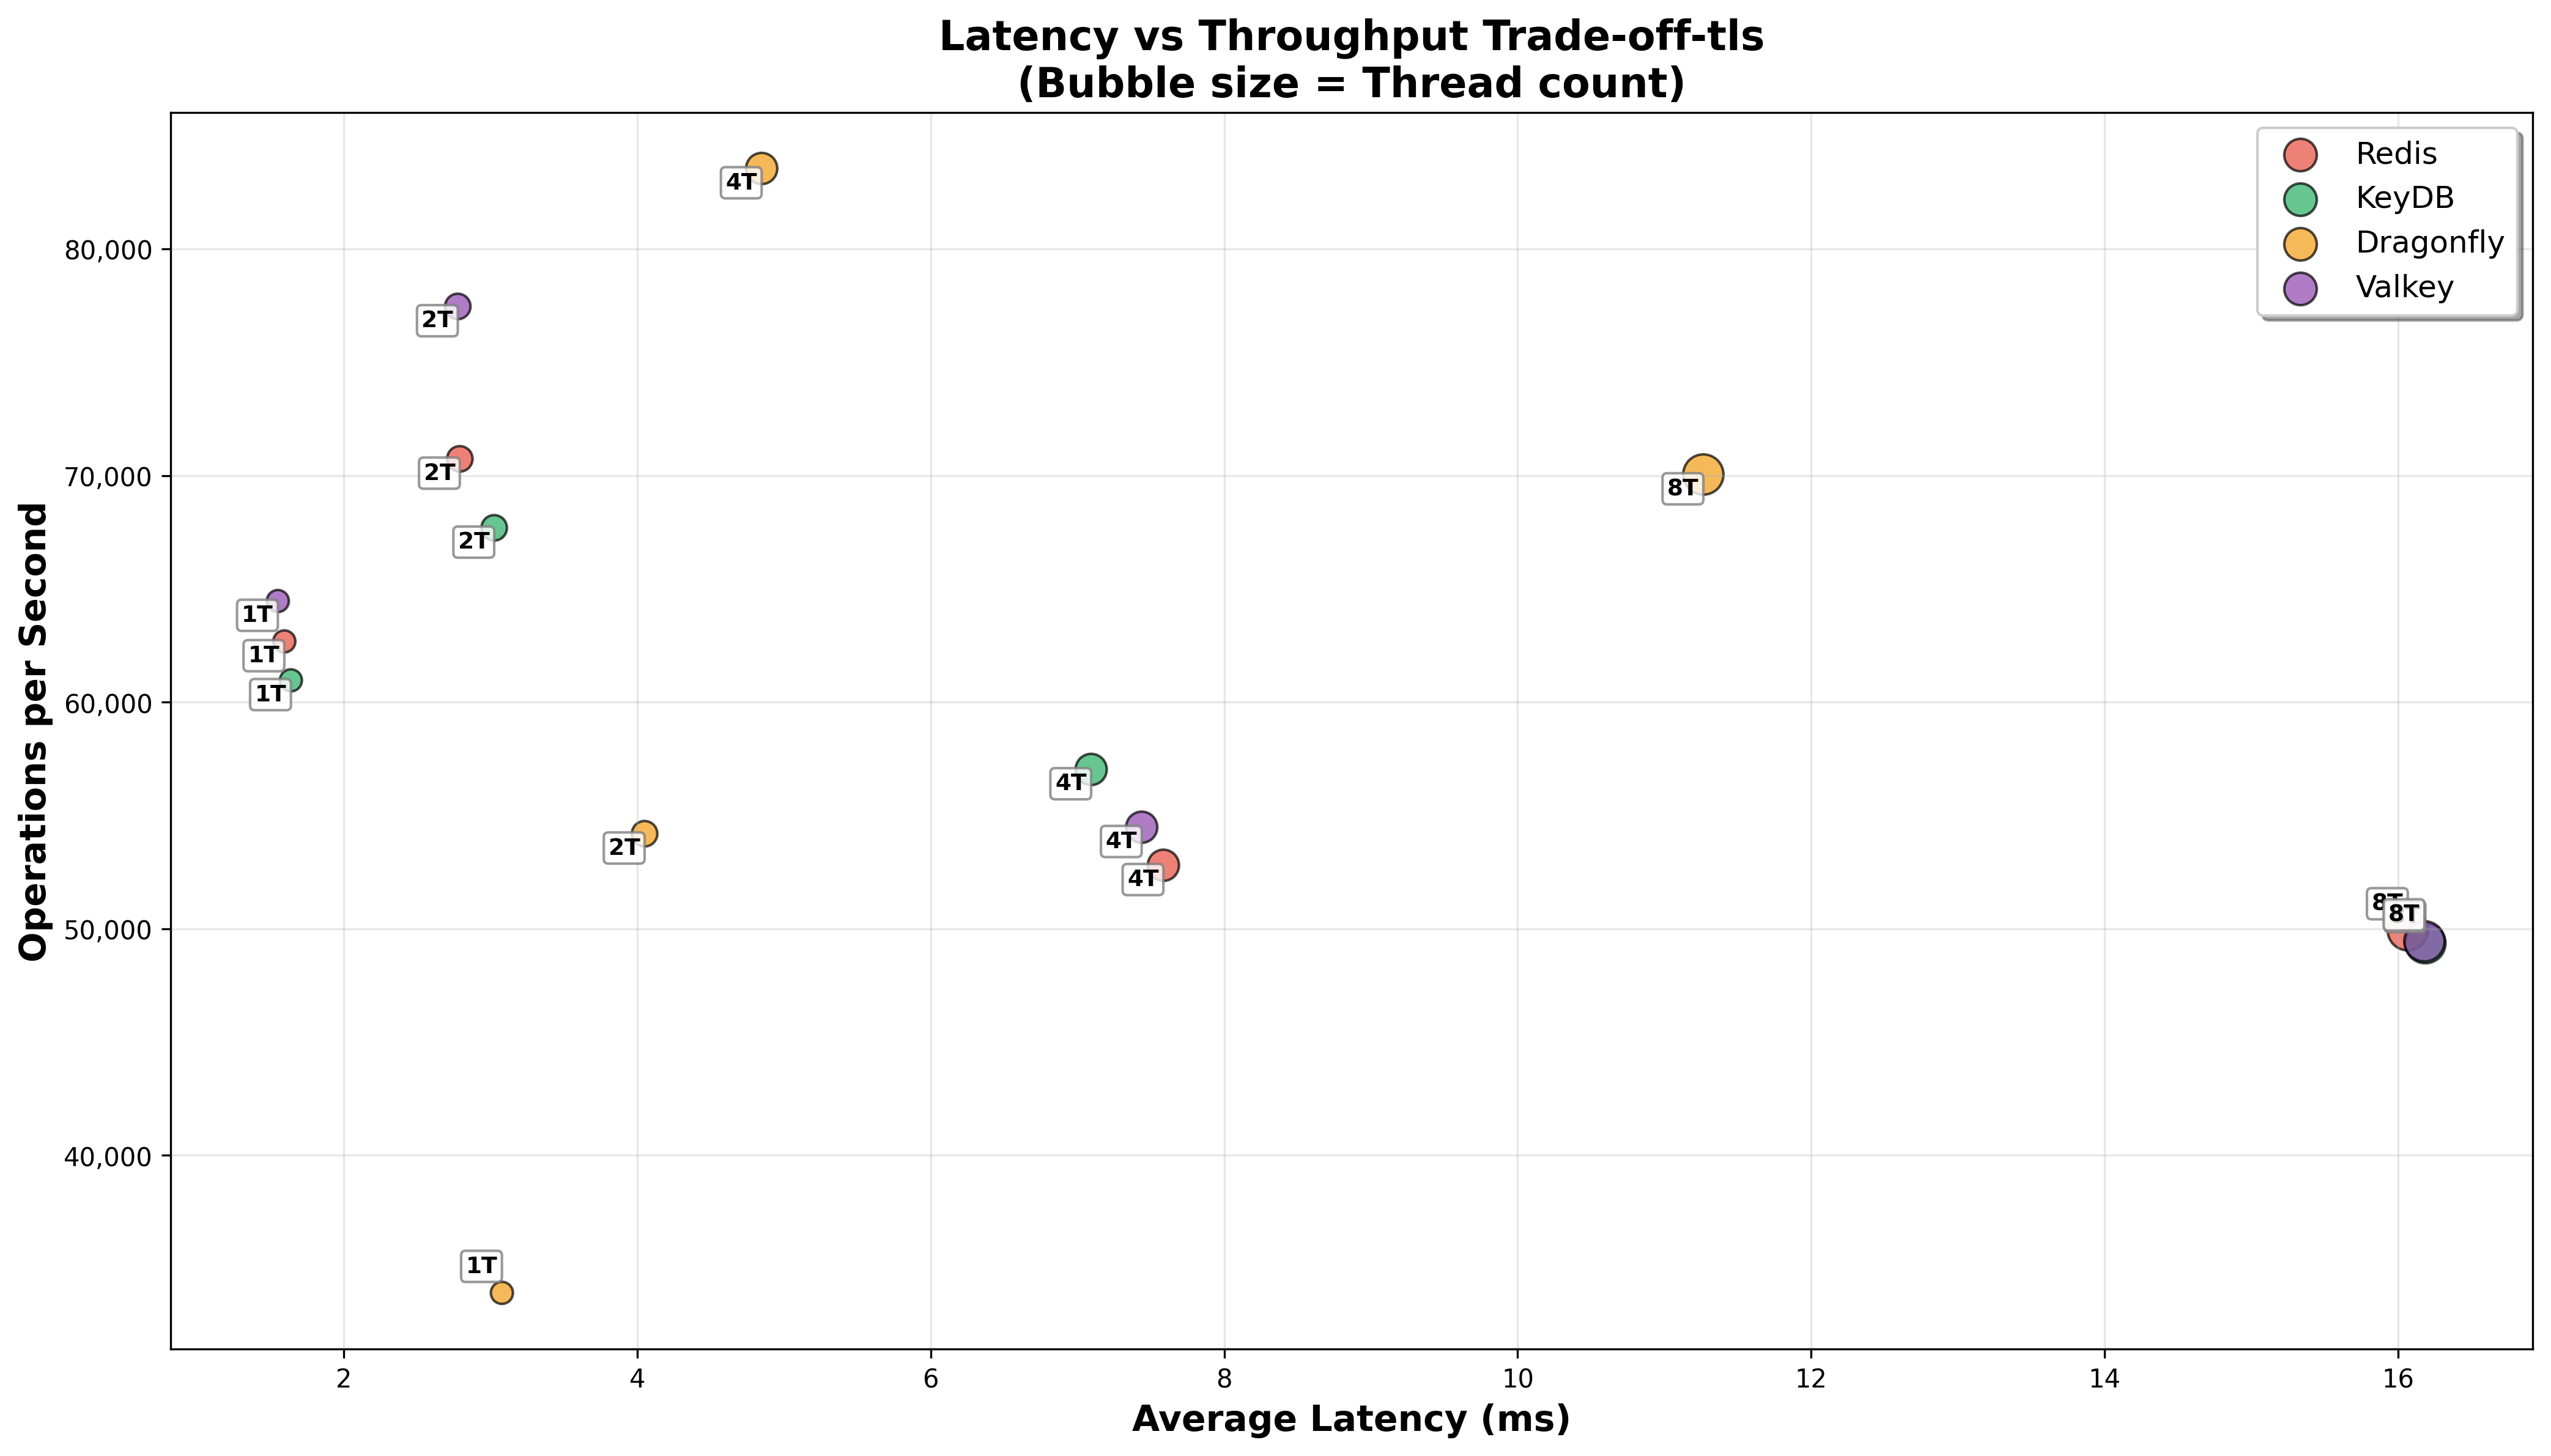 Latency vs Throughput Trade-off-tls
(Bubble size = Thread count)
Operations per Second
80,000
70,000
60,000
50,000
40,000
Redis
KeyDB
Dragonfly
Valkey
4T
2T
2T
8T
2T
1T
1T
1T
4T
4T
2T
4T
8T
8T
1T
2
4
6
8
10
12
14
16
Average Latency (ms)